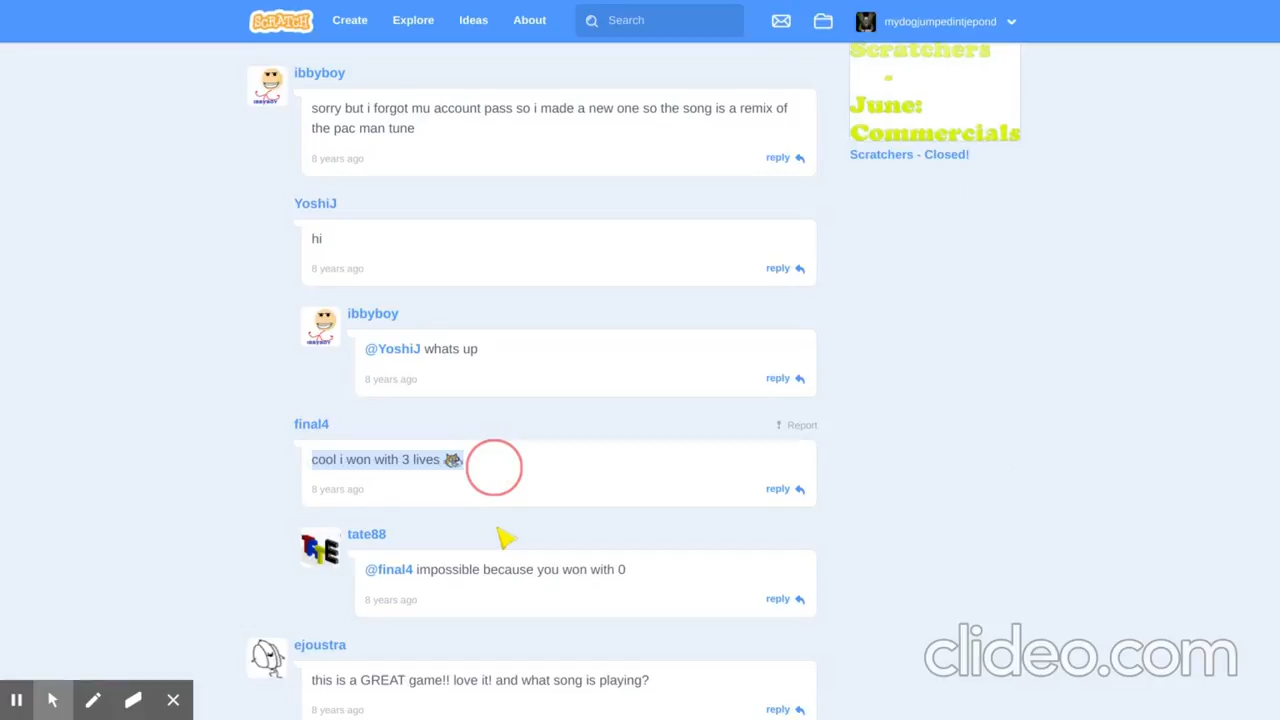 SCRATCH
Create
Explore
Ideas
About
Search
mydogjumpedintjepond
Scratchers
-
June:
Commercials
Scratchers - Closed!
ibbyboy
sorry but i forgot mu account pass so i made a new one so the song is a remix of
the pac man tune
8 years ago
reply
YoshiJ
hi
8 years ago
reply
ibbyboy
@YoshiJ whats up
8 years ago
reply
final4
Report
cool i won with 3 lives
8 years ago
reply
tate88
@final4 impossible because you won with 0
8 years ago
reply
ejoustra
this is a GREAT game!! love it! and what song is playing?
8 years ago
reply
clideo.com